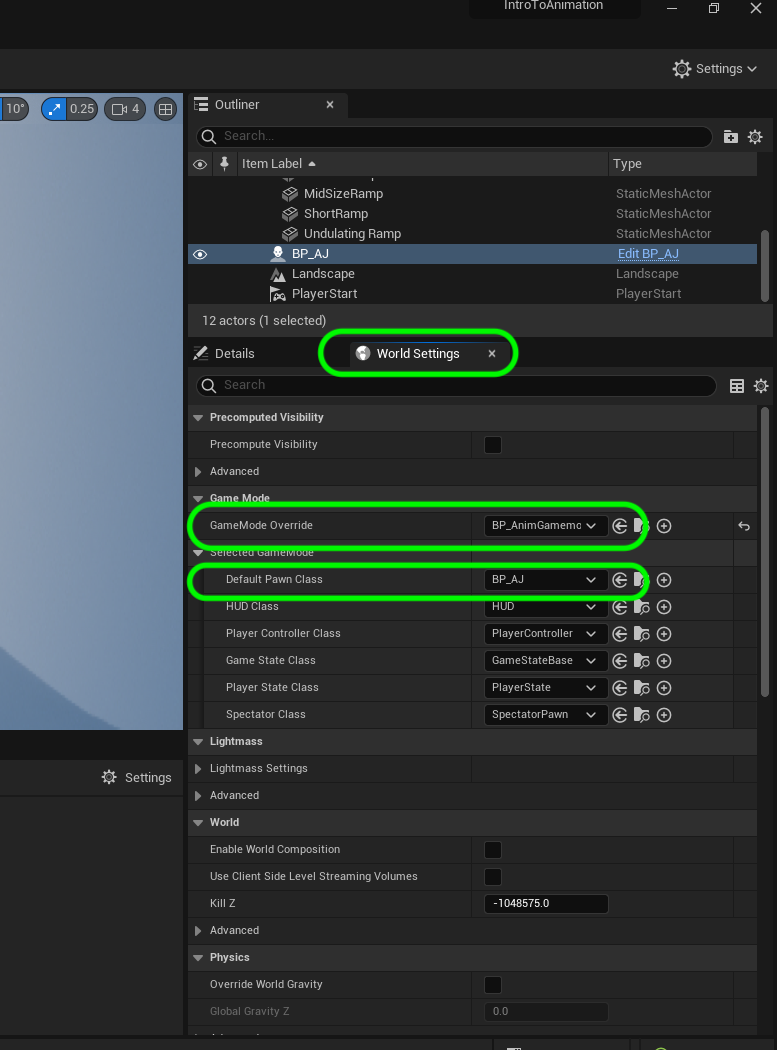 IntroToAnimation
Settings
10°
0.25
4
Outliner
Search...
Item Label
Type
MidSizeRamp StaticMeshActor
ShortRamp StaticMeshActor
Undulating Ramp StaticMeshActor
BP_AJ Edit BP_AJ
Landscape Landscape
PlayerStart PlayerStart
12 actors (1 selected)
Details
World Settings
Search
Precomputed Visibility
Precompute Visibility
Advanced
Game Mode
GameMode Override BP_AnimGamemo
Selected GameMode
Default Pawn Class BP_AJ
HUD Class HUD
Player Controller Class PlayerController
Game State Class GameStateBase
Player State Class PlayerState
Spectator Class SpectatorPawn
Lightmass
Lightmass Settings
Settings
Advanced
World
Enable World Composition
Use Client Side Level Streaming Volumes
Kill Z -1048575.0
Advanced
Physics
Override World Gravity
Global Gravity Z 0.0